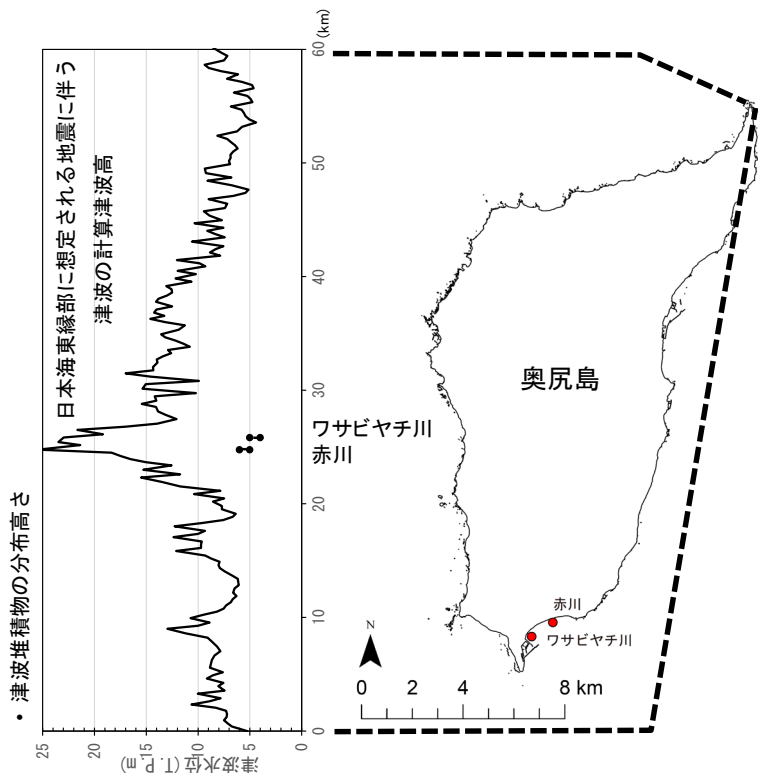 • 津波堆積物の分布高さ
日本海東縁部に想定される地震に伴う
津波の計算津波高
津波水位(T.P.m)
25
20
15
10
5
0
0
10
20
30
40
50
60
(km)
ワサビヤチ川
赤川
奥尻島
赤川
ワサビヤチ川
N
0 2 4 8 km